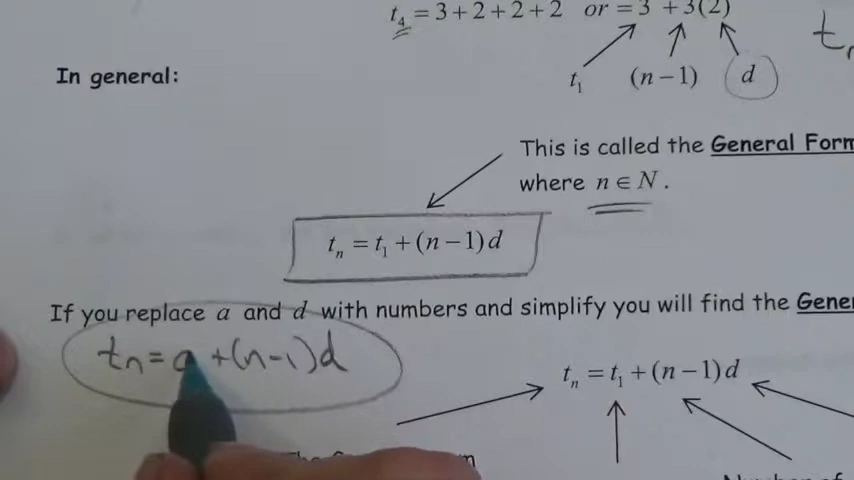 t₄ = 3 + 2 + 2 + 2 or = 3 + 3(2)
t
In general:
t₁ (n − 1) d
This is called the General Form
where n ∈ N .
tₙ = t₁ + (n − 1)d
If you replace a and d with numbers and simplify you will find the Gener
tₙ = a + (n − 1)d
tₙ = t₁ + (n − 1)d